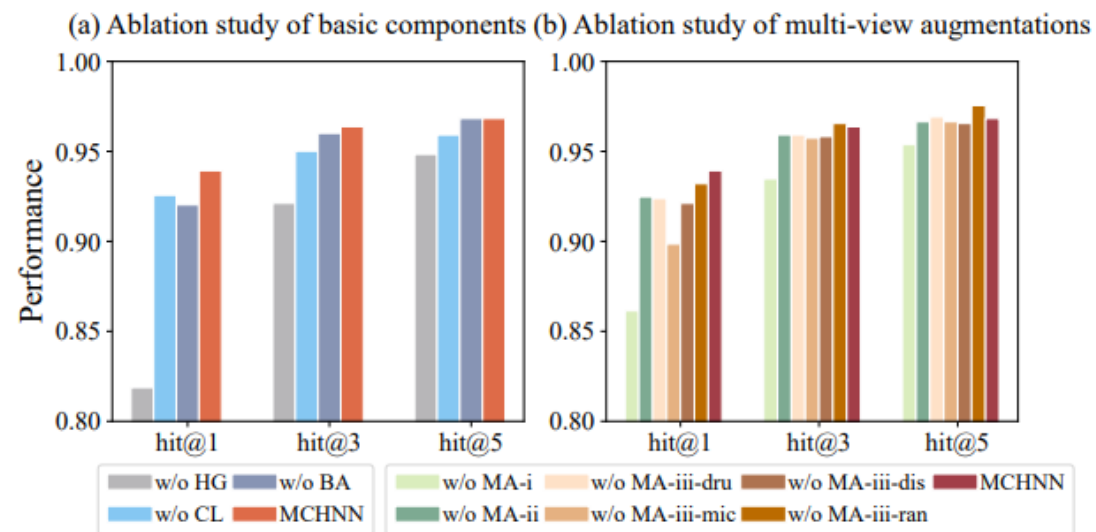 (a) Ablation study of basic components (b) Ablation study of multi-view augmentations
Performance
1.00
0.95
0.90
0.85
0.80
hit@1 hit@3 hit@5
1.00
0.95
0.90
0.85
0.80
hit@1 hit@3 hit@5
w/o HG w/o BA
w/o CL MCHNN
w/o MA-i w/o MA-iii-dru w/o MA-iii-dis MCHNN
w/o MA-ii w/o MA-iii-mic w/o MA-iii-ran